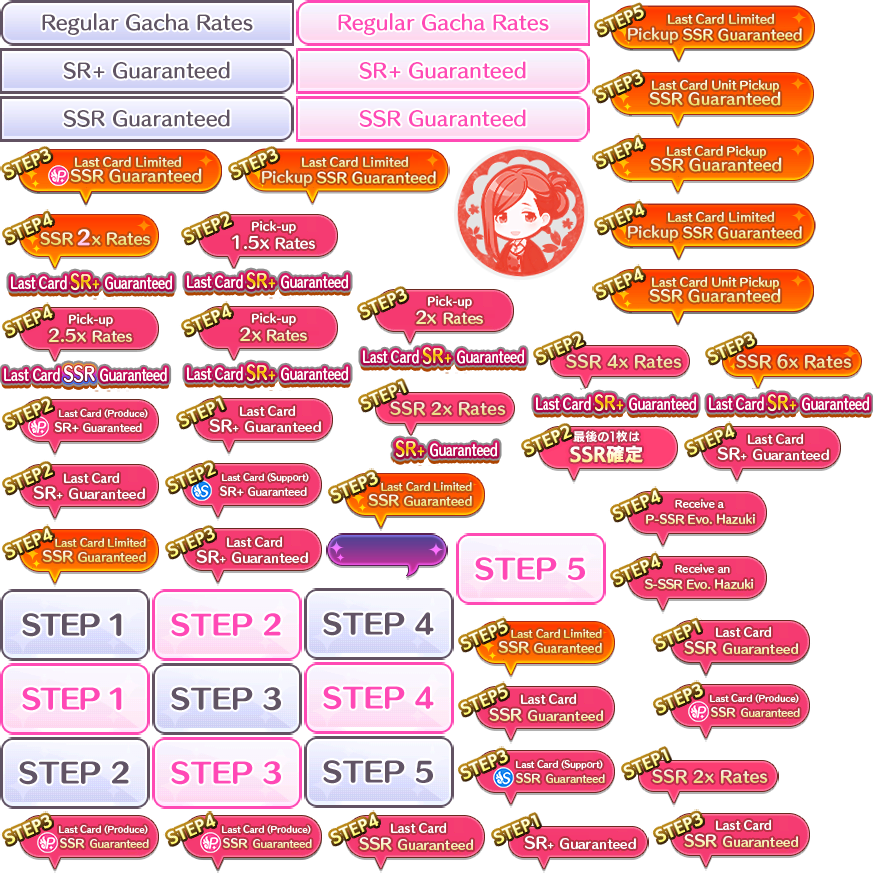 Regular Gacha Rates
Regular Gacha Rates
STEP5
Last Card Limited
Pickup SSR Guaranteed
SR+ Guaranteed
SR+ Guaranteed
STEP3
Last Card Unit Pickup
SSR Guaranteed
SSR Guaranteed
SSR Guaranteed
STEP4
Last Card Pickup
SSR Guaranteed
STEP3
Last Card Limited
P SSR Guaranteed
STEP3
Last Card Limited
Pickup SSR Guaranteed
STEP4
Last Card Limited
Pickup SSR Guaranteed
STEP4
SSR 2x Rates
STEP2
Pick-up
1.5x Rates
Last Card SR+ Guaranteed
Last Card SR+ Guaranteed
STEP4
Last Card Unit Pickup
SSR Guaranteed
STEP4
Pick-up
2.5x Rates
STEP4
Pick-up
2x Rates
STEP3
Pick-up
2x Rates
Last Card SSR Guaranteed
Last Card SR+ Guaranteed
Last Card SR+ Guaranteed
STEP2
SSR 4x Rates
STEP3
SSR 6x Rates
Last Card SR+ Guaranteed
Last Card SR+ Guaranteed
STEP2
Last Card (Produce)
P SR+ Guaranteed
STEP1
Last Card
SR+ Guaranteed
STEP1
SSR 2x Rates
SR+ Guaranteed
STEP2
最後の1枚は
SSR確定
STEP4
Last Card
SR+ Guaranteed
STEP2
Last Card
SR+ Guaranteed
STEP2
Last Card (Support)
S SR+ Guaranteed
STEP3
Last Card Limited
SSR Guaranteed
STEP4
Receive a
P-SSR Evo. Hazuki
STEP4
Last Card Limited
SSR Guaranteed
STEP3
Last Card
SR+ Guaranteed
STEP 5
STEP4
Receive an
S-SSR Evo. Hazuki
STEP 1
STEP 2
STEP 4
STEP5
Last Card Limited
SSR Guaranteed
STEP1
Last Card
SSR Guaranteed
STEP 1
STEP 3
STEP 4
STEP5
Last Card
SSR Guaranteed
STEP3
Last Card (Produce)
P SSR Guaranteed
STEP 2
STEP 3
STEP 5
STEP3
Last Card (Support)
S SSR Guaranteed
STEP1
SSR 2x Rates
STEP3
Last Card (Produce)
P SSR Guaranteed
STEP4
Last Card (Produce)
P SSR Guaranteed
STEP4
Last Card
SSR Guaranteed
STEP1
SR+ Guaranteed
STEP3
Last Card
SSR Guaranteed